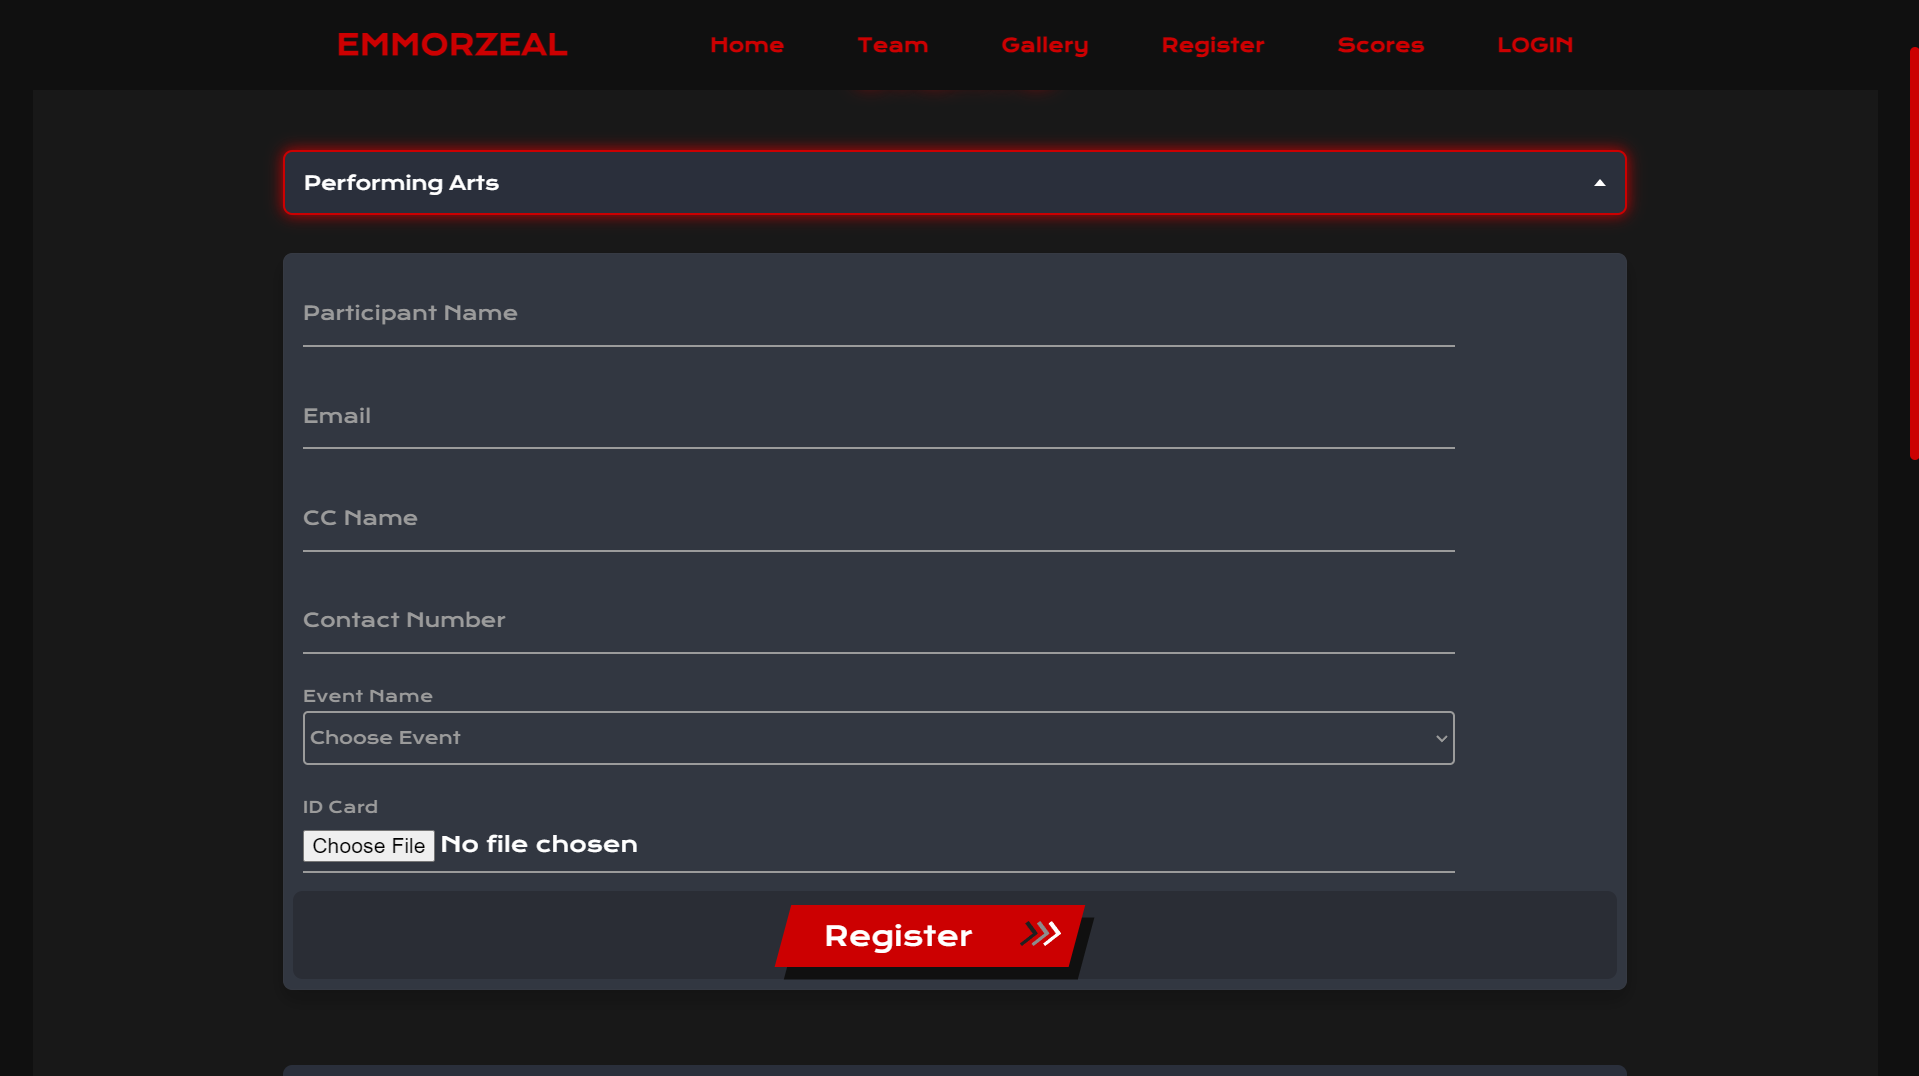 EMMORZEAL Home Team Gallery Register Scores LOGIN
Performing Arts
Participant Name
Email
CC Name
Contact Number
Event Name
Choose Event
ID Card
Choose File No file chosen
Register